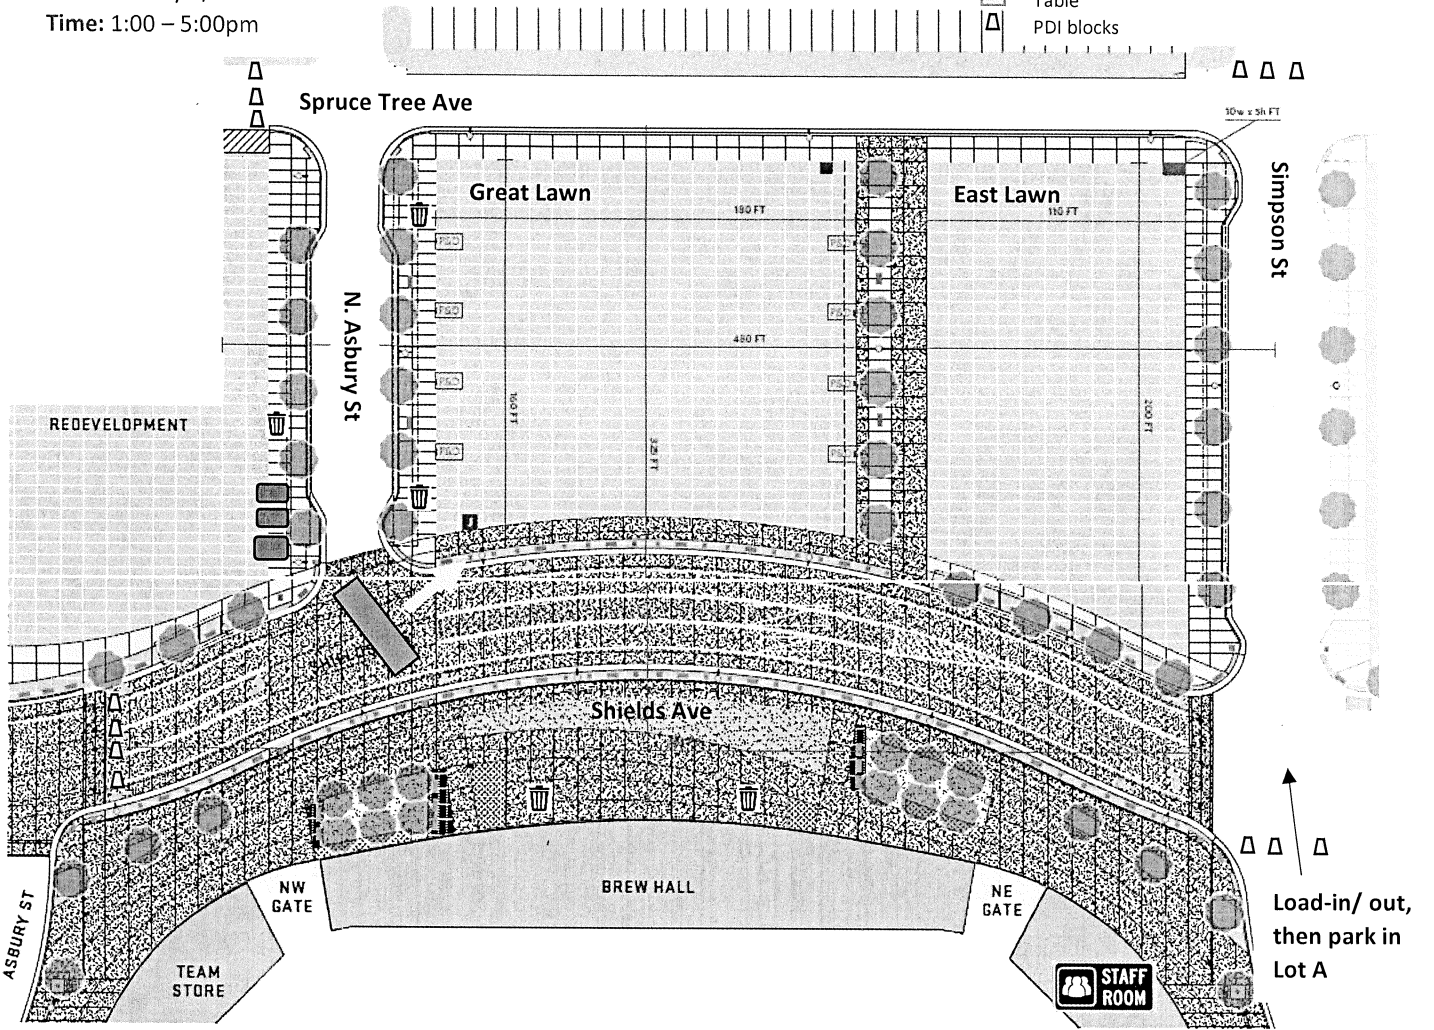 Table
Time: 1:00 – 5:00pm
PDI blocks
Spruce Tree Ave
10w x 5h FT
Great Lawn
East Lawn
Simpson St
180 FT
110 FT
P&D
P&D
N. Asbury St
P&D
P&D
480 FT
P&D
P&D
160 FT
200 FT
REDEVELOPMENT
325 FT
P&D
P&D
J
Shields Ave
BREW HALL
NW
GATE
NE
GATE
Load-in/ out,
then park in
Lot A
ASBURY ST
TEAM
STORE
STAFF
ROOM